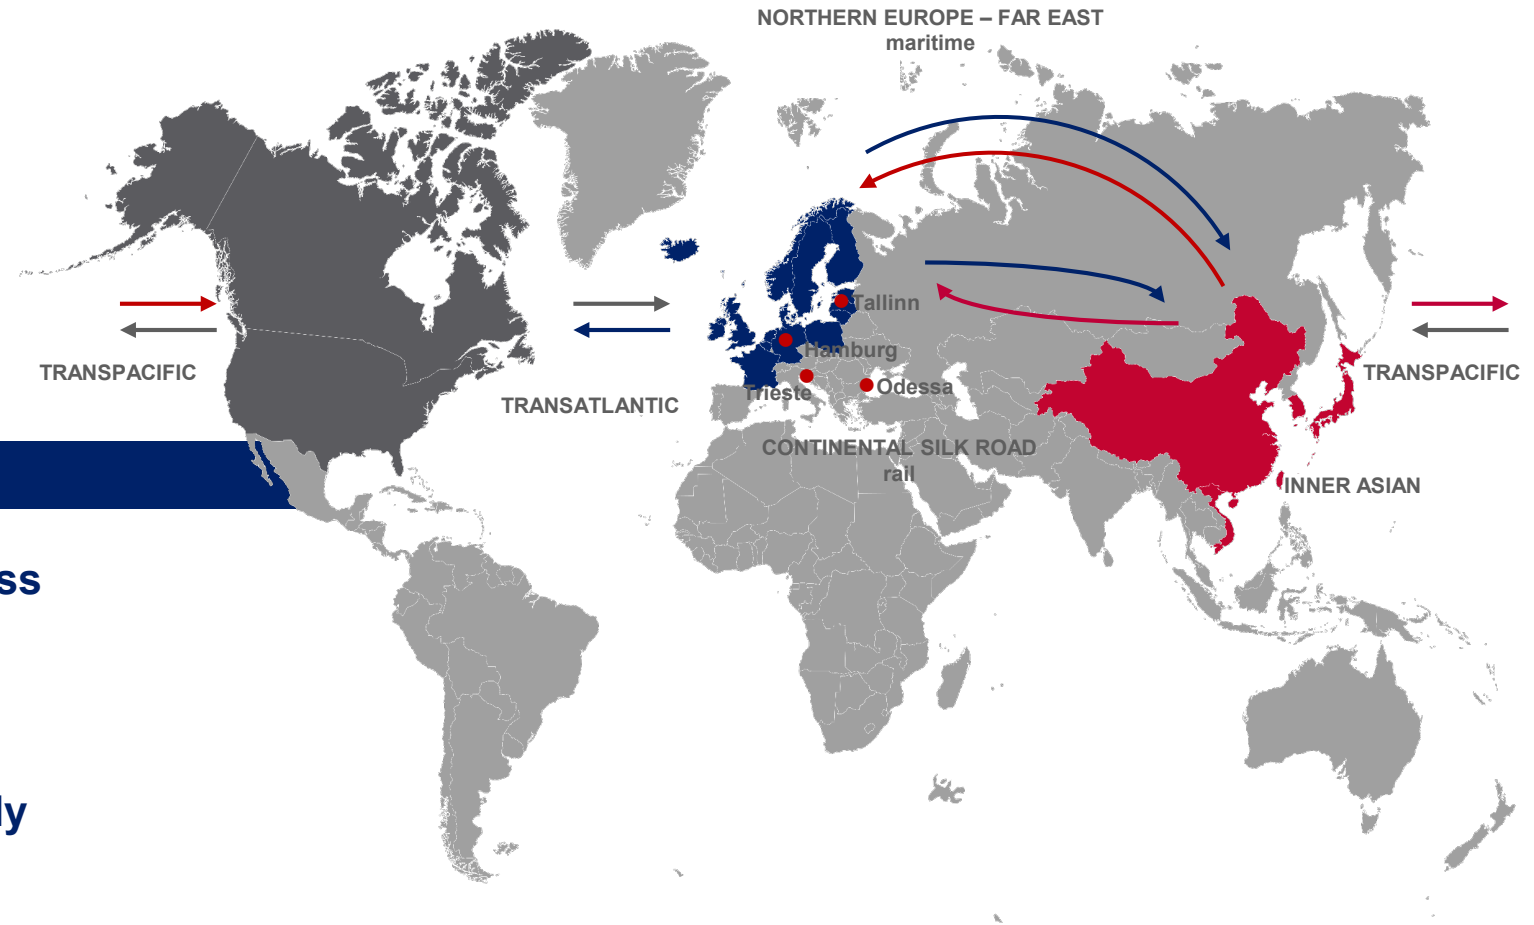 NORTHERN EUROPE – FAR EAST
maritime
Tallinn
Hamburg
TRANSPACIFIC
TRANSPACIFIC
Trieste
Odessa
TRANSATLANTIC
CONTINENTAL SILK ROAD
rail
INNER ASIAN
ss
ly